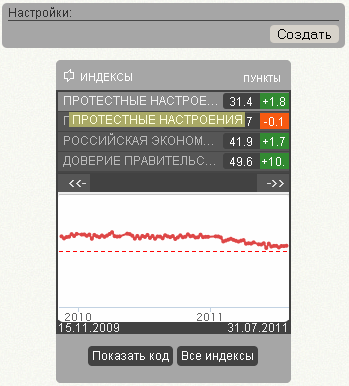 Настройки:
Создать
ИНДЕКСЫ ПУНКТЫ
ПРОТЕСТНЫЕ НАСТРОЕ... 31.4 +1.8
ПРОТЕСТНЫЕ НАСТРОЕНИЯ 7 -0.1
РОССИЙСКАЯ ЭКОНОМ... 41.9 +1.7
ДОВЕРИЕ ПРАВИТЕЛЬС... 49.6 +10.
<<- ->>
2010 2011
15.11.2009 31.07.2011
Показать код Все индексы